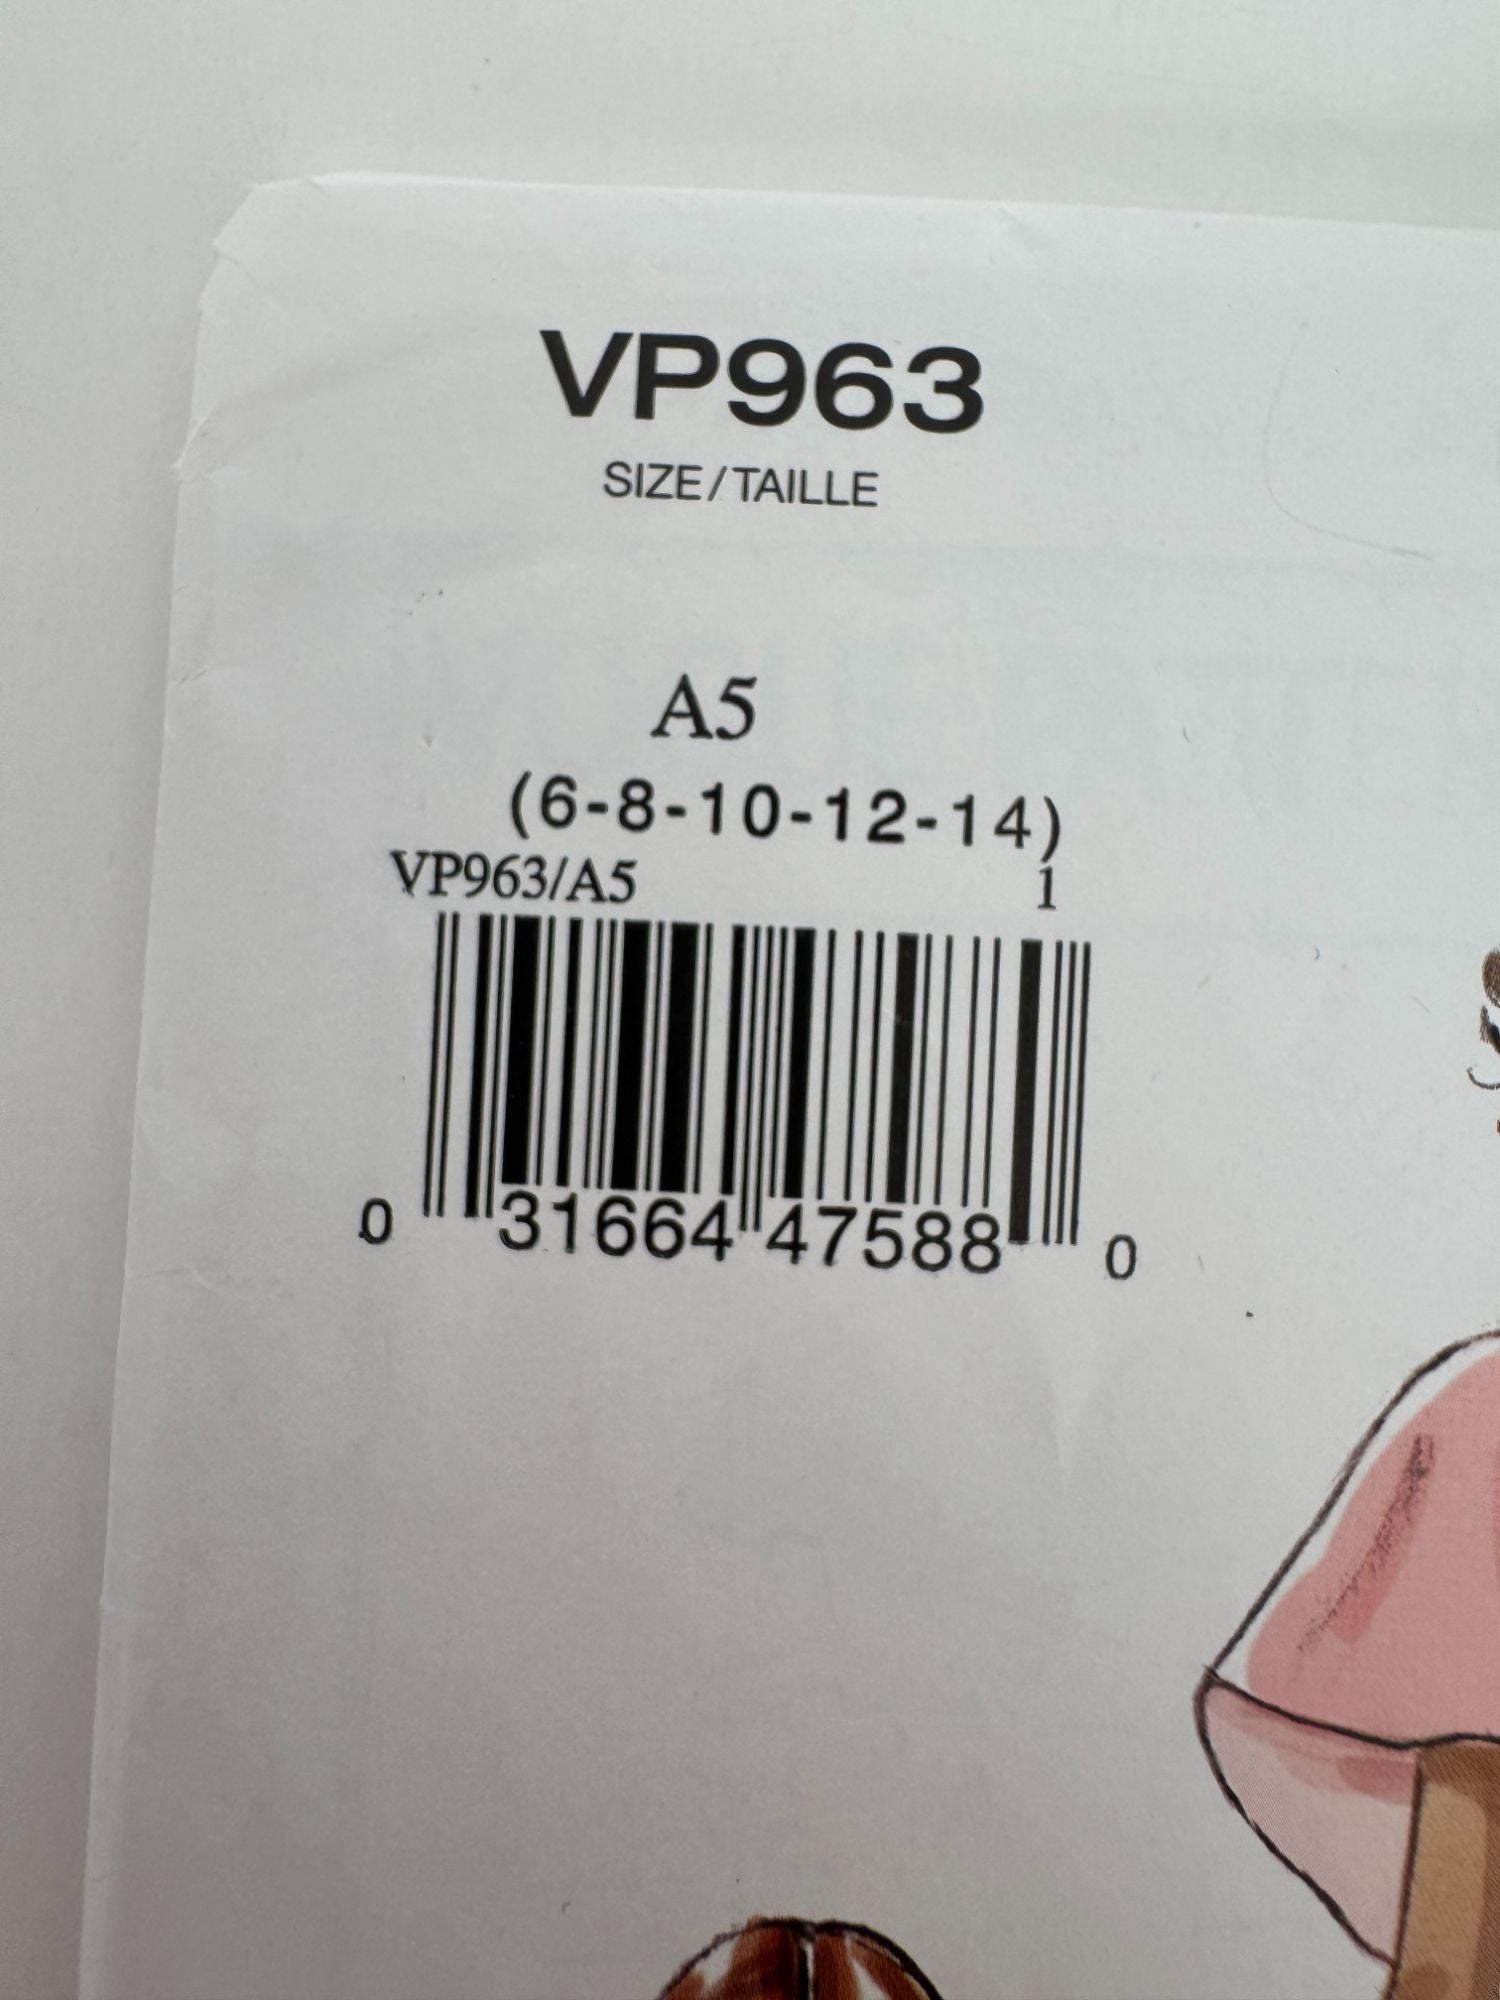 VP963
SIZE/TAILLE
A5
(6-8-10-12-14)
VP963/A5 1
0 31664 47588 0